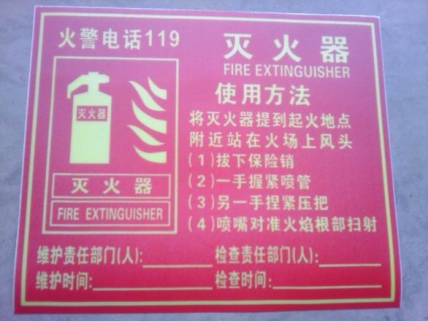 火警电话119
灭火器
FIRE EXTINGUISHER
灭火器
灭火器
FIRE EXTINGUISHER
使用方法
将灭火器提到起火地点
附近站在火场上风头
(1)拔下保险销
(2)一手握紧喷管
(3)另一手捏紧压把
(4)喷嘴对准火焰根部扫射
维护责任部门(人):________ 检查责任部门(人):________
维护时间:________ 检查时间:________